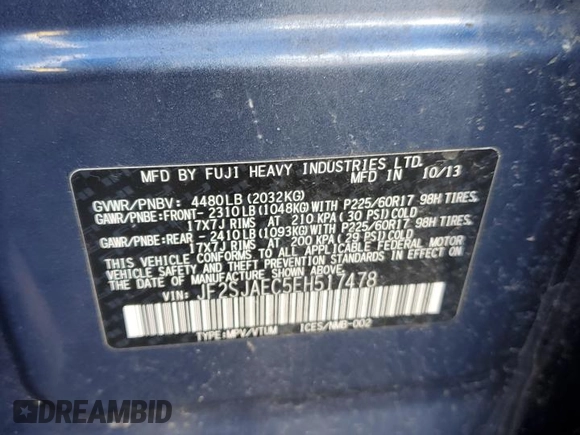 MFD BY FUJI HEAVY INDUSTRIES LTD.
MFD IN 10/13
GVWR/PNBV: 4480LB (2032KG)
GVWR/PNBE:FRONT-2310LB(1048KG)WITH P225/60R17 98H TIRES,
17X7J RIMS AT 210 KPA( 30 PSI)COLD
GVWR/PNBE:REAR -2410LB(1093KG)WITH P225/60R17 98H TIRES,
17X7J RIMS AT 200 KPA( 29 PSI)COLD
THIS VEHICLE CONFORMS TO ALL APPLICABLE FEDERAL MOTOR
VEHICLE SAFETY AND THEFT PREVENTION STANDARDS IN EFFECT ON
THE DATE OF MANUFACTURE SHOWN ABOVE.
VIN: JF2SJAEC5EH517478
TYPE:MPV/VTUM ICES/NMB-002
DREAMBID